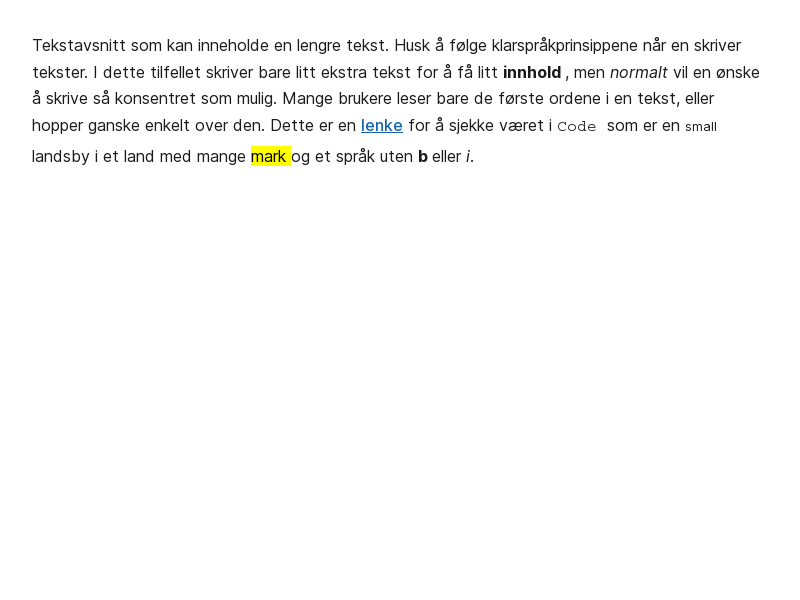 Tekstavsnitt som kan inneholde en lengre tekst. Husk å følge klarspråkprinsippene når en skriver
tekster. I dette tilfellet skriver bare litt ekstra tekst for å få litt innhold , men normalt vil en ønske
å skrive så konsentret som mulig. Mange brukere leser bare de første ordene i en tekst, eller
hopper ganske enkelt over den. Dette er en lenke for å sjekke været i Code som er en small
landsby i et land med mange mark og et språk uten b eller i.